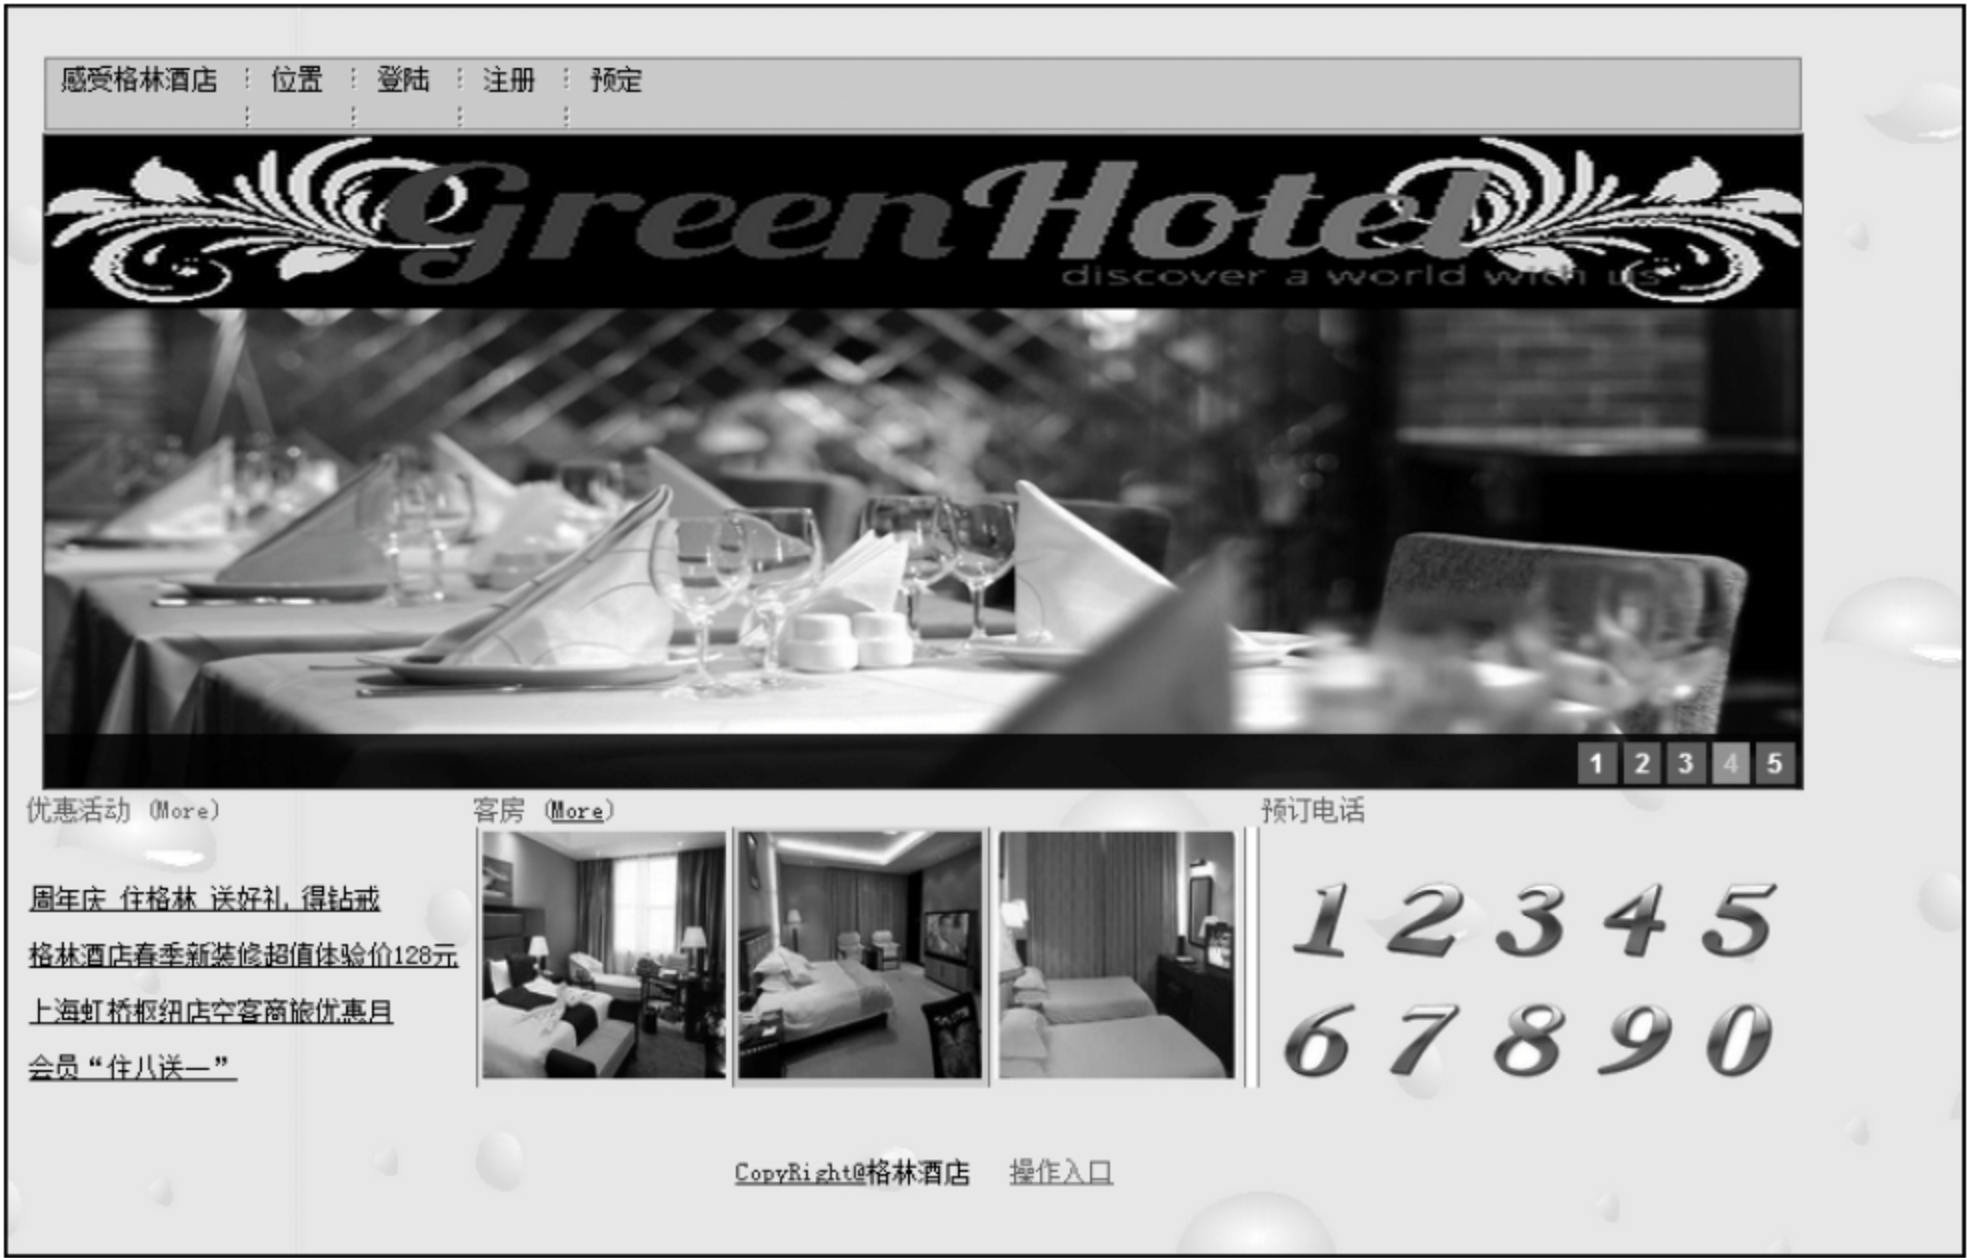 感受格林酒店 位置 登陆 注册 预定
GreenHotel
discover a world with us
1 2 3 4 5
优惠活动 (More)
客房 (More)
预订电话
周年庆 住格林 送好礼 得钻戒
格林酒店春季新装修超值体验价128元
上海虹桥枢纽店空客商旅优惠月
会员“住八送一”
1 2 3 4 5
6 7 8 9 0
CopyRight@格林酒店 操作入口